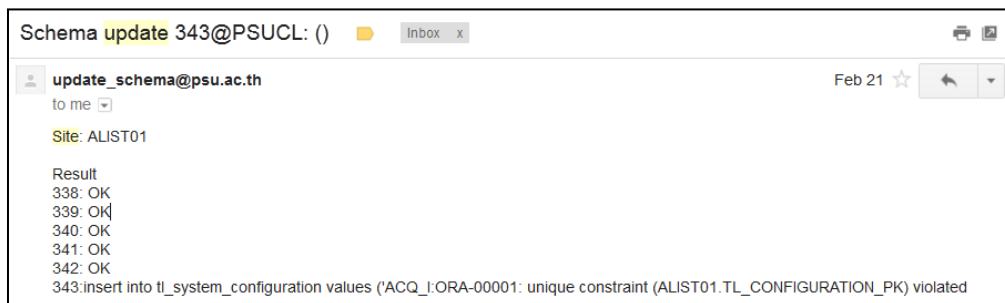 Schema update 343@PSUCL: () Inbox x
update_schema@psu.ac.th Feb 21
to me
Site: ALIST01
Result
338: OK
339: OK
340: OK
341: OK
342: OK
343:insert into tl_system_configuration values ('ACQ_I:ORA-00001: unique constraint (ALIST01.TL_CONFIGURATION_PK) violated